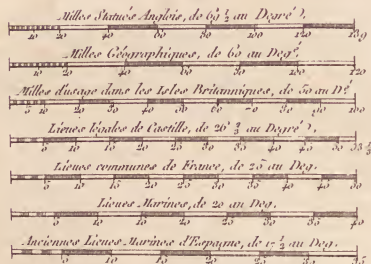 Milles Statués Anglois, de 69 1/2 au Degré.
10 20 40 60 80 100 120 139
Milles Géographiques, de 60 au Deg.
10 20 40 60 80 100 120
Milles d'usage dans les Isles Britanniques, de 50 au D.
5 10 20 30 40 50 60 70 80 90 100
Lieues légales de Castille, de 26 2/3 au Degré.
5 10 15 20 25 30 35 40 45 50 53 1/3
Lieues communes de France, de 25 au Deg.
5 10 15 20 25 30 35 40 45 50
Lieues Marines, de 20 au Deg.
5 10 15 20 25 30 35 40
Anciennes Lieues Marines d'Espagne, de 17 1/2 au Deg.
5 10 15 20 25 30 35